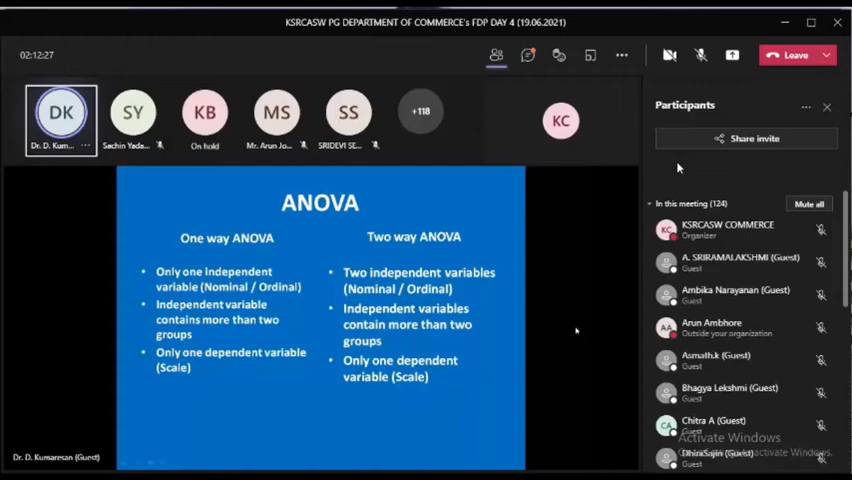 KSRCASW PG DEPARTMENT OF COMMERCE's FDP DAY 4 (19.06.2021)
02:12:27
Leave
DK
SY
KB
MS
SS
+118
KC
Dr. D. Kum...
Sachin Yada...
On hold
Mr. Arun Jo...
SRIDEVI SE...
Participants
Share invite
In this meeting (124)
Mute all
KC
KSRCASW COMMERCE
Organizer
A. SRIRAMALAKSHMI (Guest)
Guest
Ambika Narayanan (Guest)
Guest
AA
Arun Ambhore
Outside your organization
Asmath.k (Guest)
Guest
Bhagya Lekshmi (Guest)
Guest
CA
Chitra A (Guest)
Guest
DhiraSajin (Guest)
Guest
Activate Windows
Activate Windows.
ANOVA
One way ANOVA
• Only one independent
variable (Nominal / Ordinal)
• Independent variable
contains more than two
groups
• Only one dependent variable
(Scale)
Two way ANOVA
• Two independent variables
(Nominal / Ordinal)
• Independent variables
contain more than two
groups
• Only one dependent
variable (Scale)
Dr. D. Kumaresan (Guest)